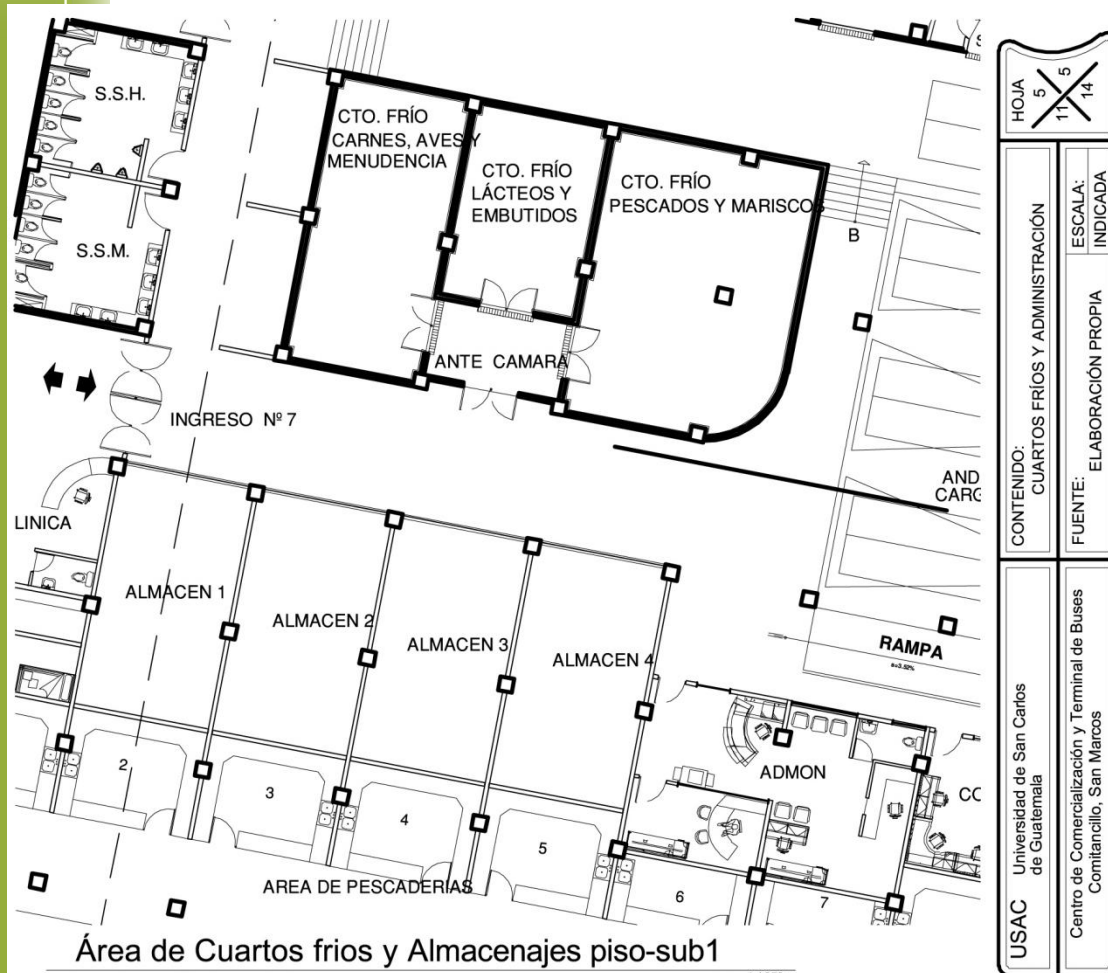 S.S.H.
CTO. FRÍO
CARNES, AVES Y
MENUDENCIA
CTO. FRÍO
LÁCTEOS Y
EMBUTIDOS
CTO. FRÍO
PESCADOS Y MARISCOS
S.S.M.
B
ANTE CAMARA
INGRESO Nº 7
AND
CARG
LINICA
ALMACEN 1
ALMACEN 2
ALMACEN 3
ALMACEN 4
RAMPA
ADMON
CO
2
3
4
5
6
7
AREA DE PESCADERIAS
Área de Cuartos frios y Almacenajes piso-sub1
HOJA
5
5
11
14
CONTENIDO:
CUARTOS FRÍOS Y ADMINISTRACIÓN
ESCALA:
INDICADA
FUENTE:
ELABORACIÓN PROPIA
USAC Universidad de San Carlos
de Guatemala
Centro de Comercialización y Terminal de Buses
Comitancillo, San Marcos